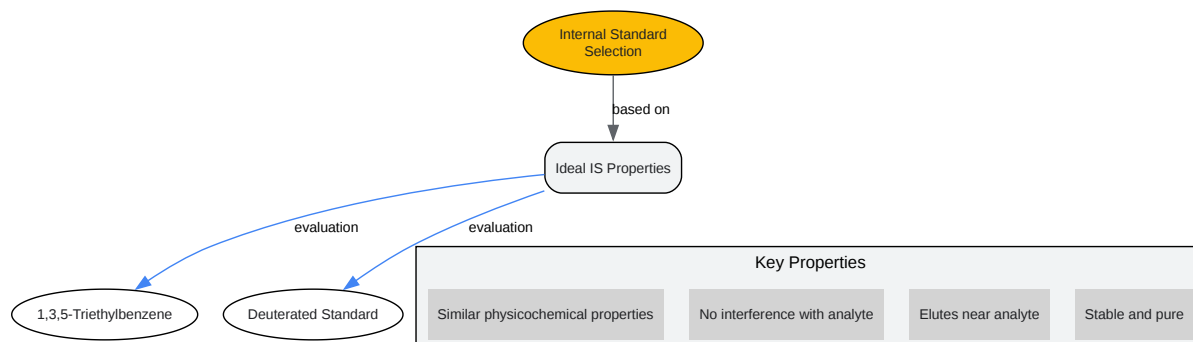 Internal Standard
Selection
based on
Ideal IS Properties
evaluation
evaluation
Key Properties
1,3,5-Triethylbenzene
Deuterated Standard
Similar physicochemical properties
No interference with analyte
Elutes near analyte
Stable and pure